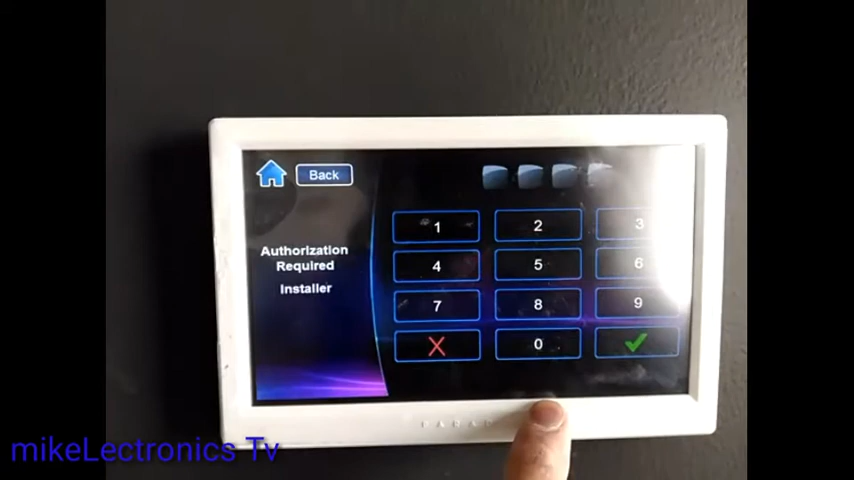 Back
Authorization
Required
Installer
1 2 3
4 5 6
7 8 9
0
mikeLectronics Tv